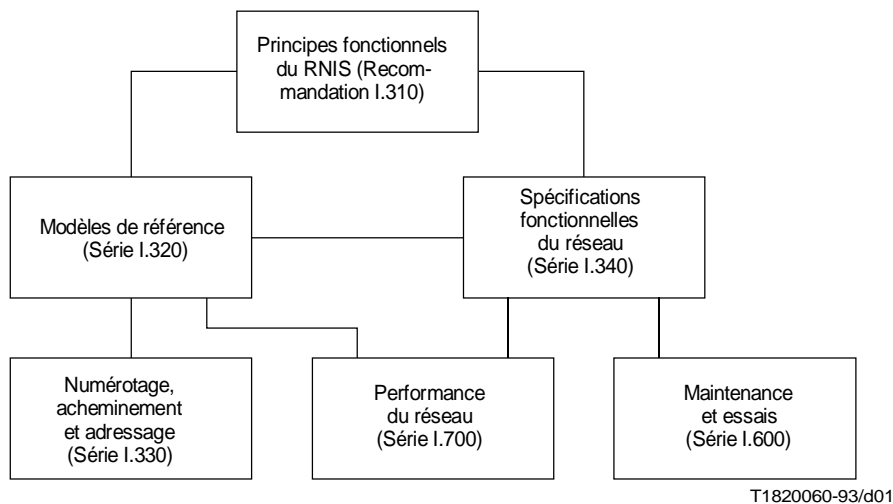 Principes fonctionnels
du RNIS (Recom-
mandation I.310)
Modèles de référence
(Série I.320)
Spécifications
fonctionnelles
du réseau
(Série I.340)
Numérotage,
acheminement
et adressage
(Série I.330)
Performance
du réseau
(Série I.700)
Maintenance
et essais
(Série I.600)
T1820060-93/d01